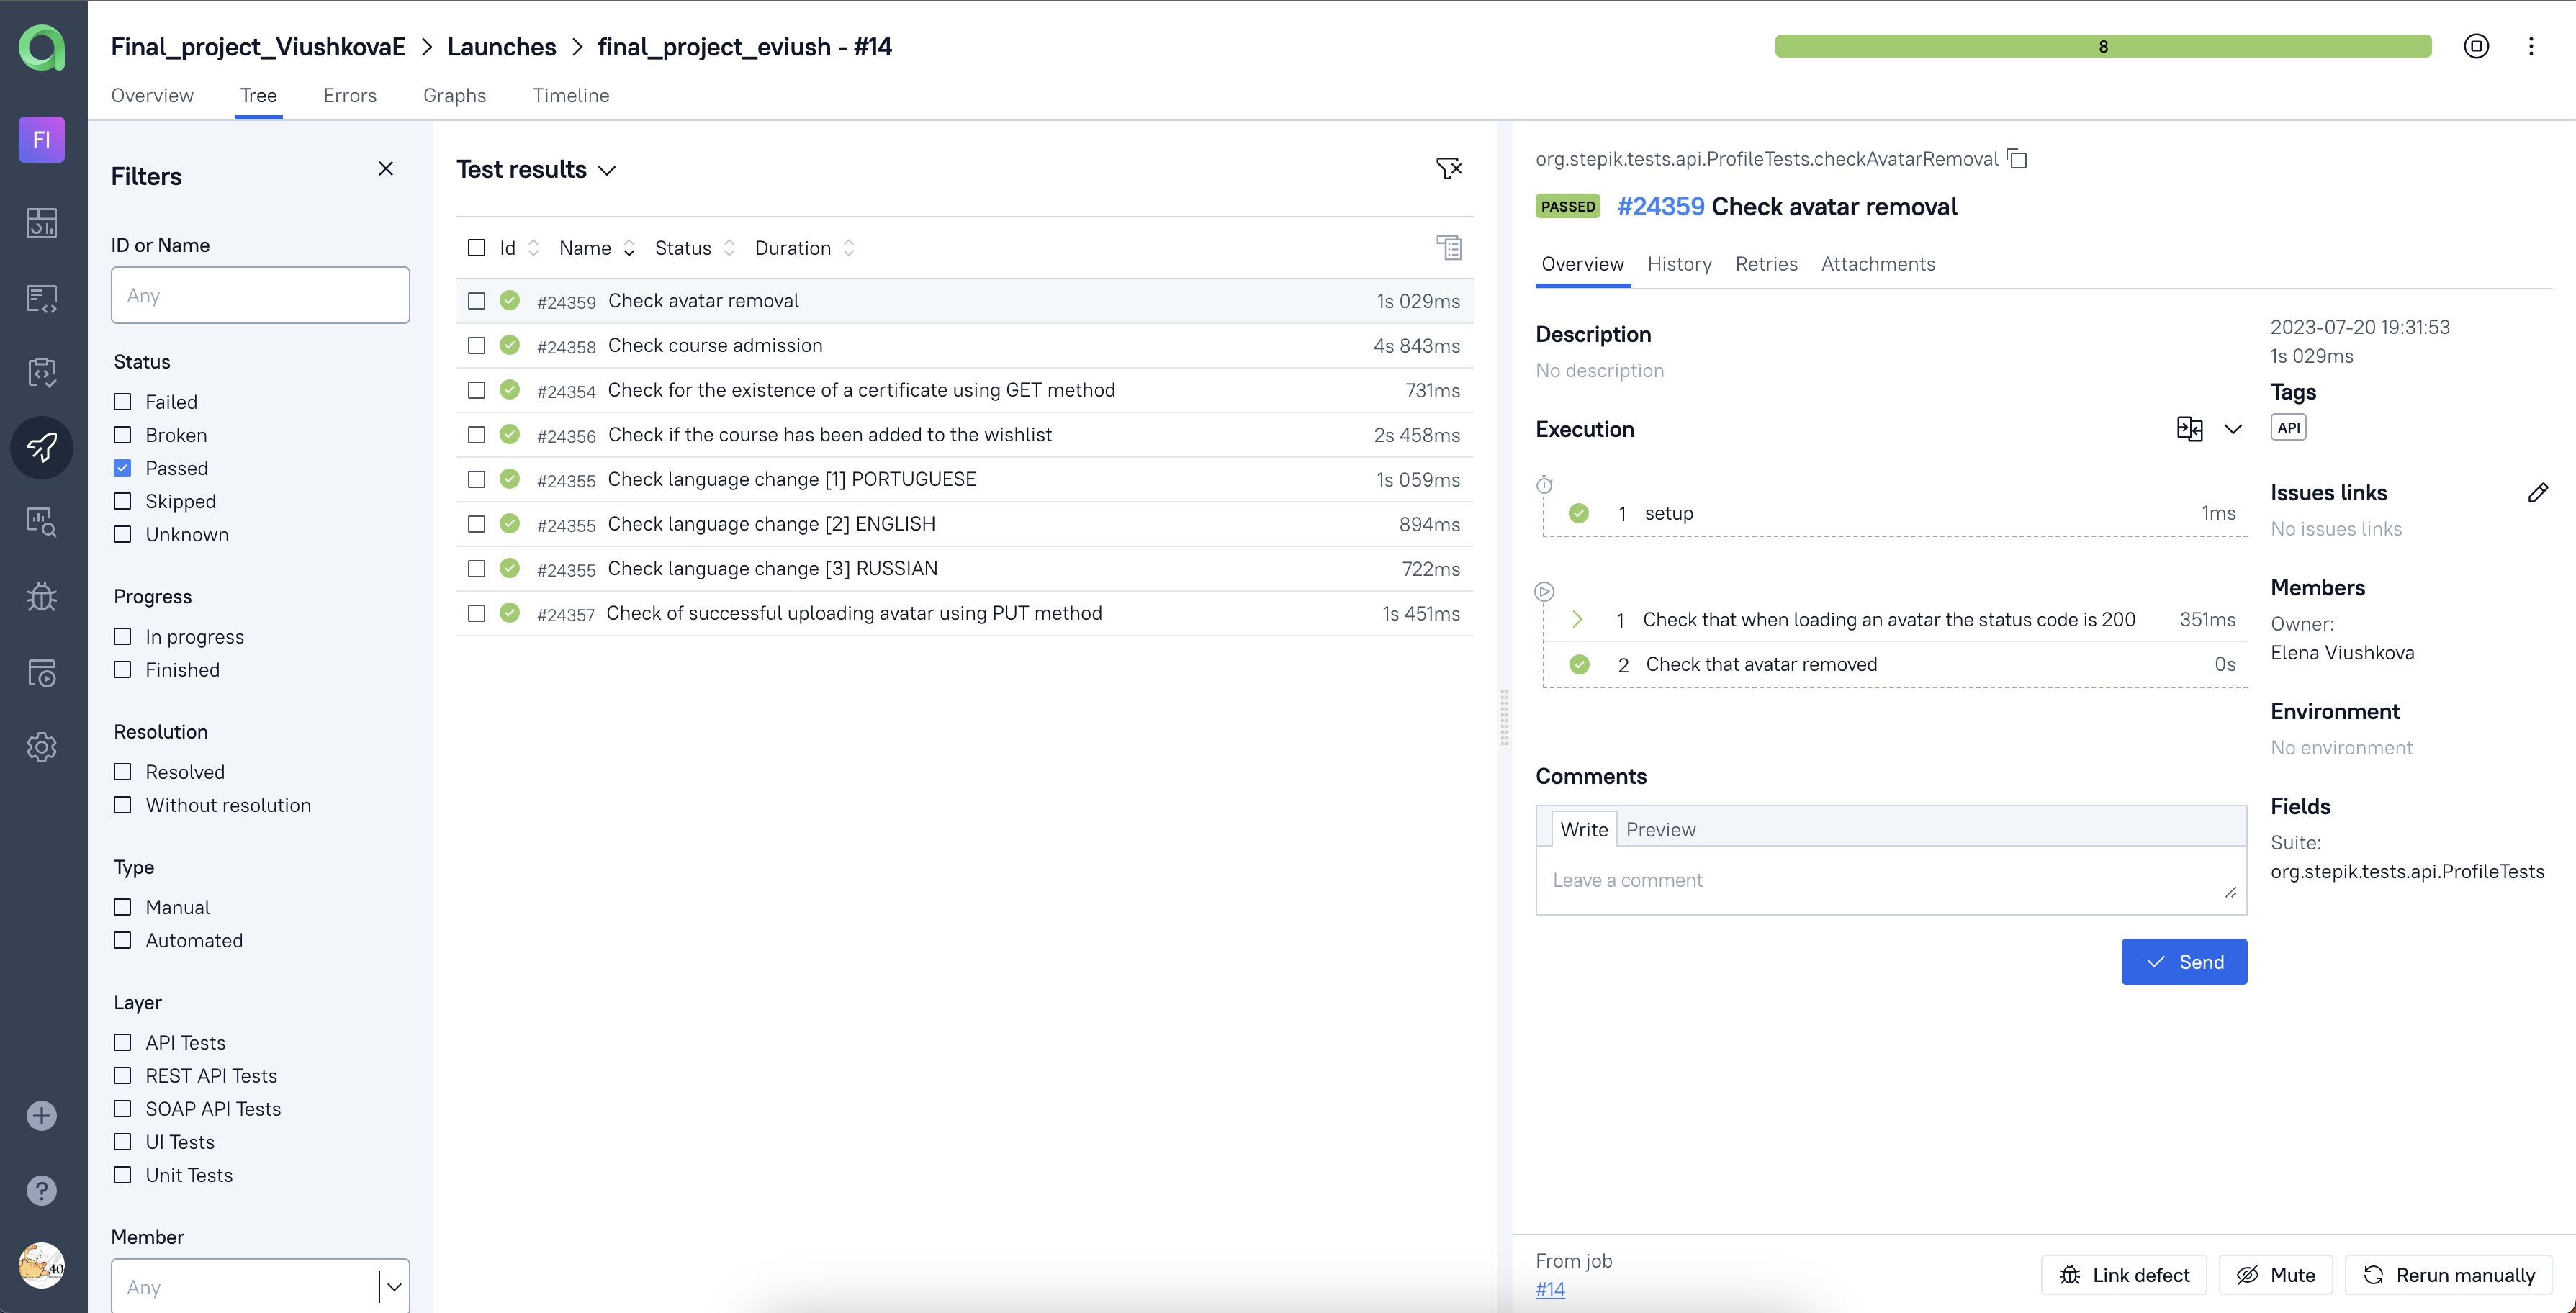 Final_project_ViushkovaE > Launches > final_project_eviush - #14
8
Overview Tree Errors Graphs Timeline
FI
Filters
ID or Name
Any
Status
Failed
Broken
Passed
Skipped
Unknown
Progress
In progress
Finished
Resolution
Resolved
Without resolution
Type
Manual
Automated
Layer
API Tests
REST API Tests
SOAP API Tests
UI Tests
Unit Tests
Member
Any
Test results
Id Name Status Duration
#24359 Check avatar removal 1s 029ms
#24358 Check course admission 4s 843ms
#24354 Check for the existence of a certificate using GET method 731ms
#24356 Check if the course has been added to the wishlist 2s 458ms
#24355 Check language change [1] PORTUGUESE 1s 059ms
#24355 Check language change [2] ENGLISH 894ms
#24355 Check language change [3] RUSSIAN 722ms
#24357 Check of successful uploading avatar using PUT method 1s 451ms
org.stepik.tests.api.ProfileTests.checkAvatarRemoval
PASSED #24359 Check avatar removal
Overview History Retries Attachments
Description
No description
Execution
1 setup 1ms
1 Check that when loading an avatar the status code is 200 351ms
2 Check that avatar removed 0s
Comments
Write Preview
Leave a comment
Send
2023-07-20 19:31:53
1s 029ms
Tags
API
Issues links
No issues links
Members
Owner:
Elena Viushkova
Environment
No environment
Fields
Suite:
org.stepik.tests.api.ProfileTests
From job
#14
Link defect Mute Rerun manually
40